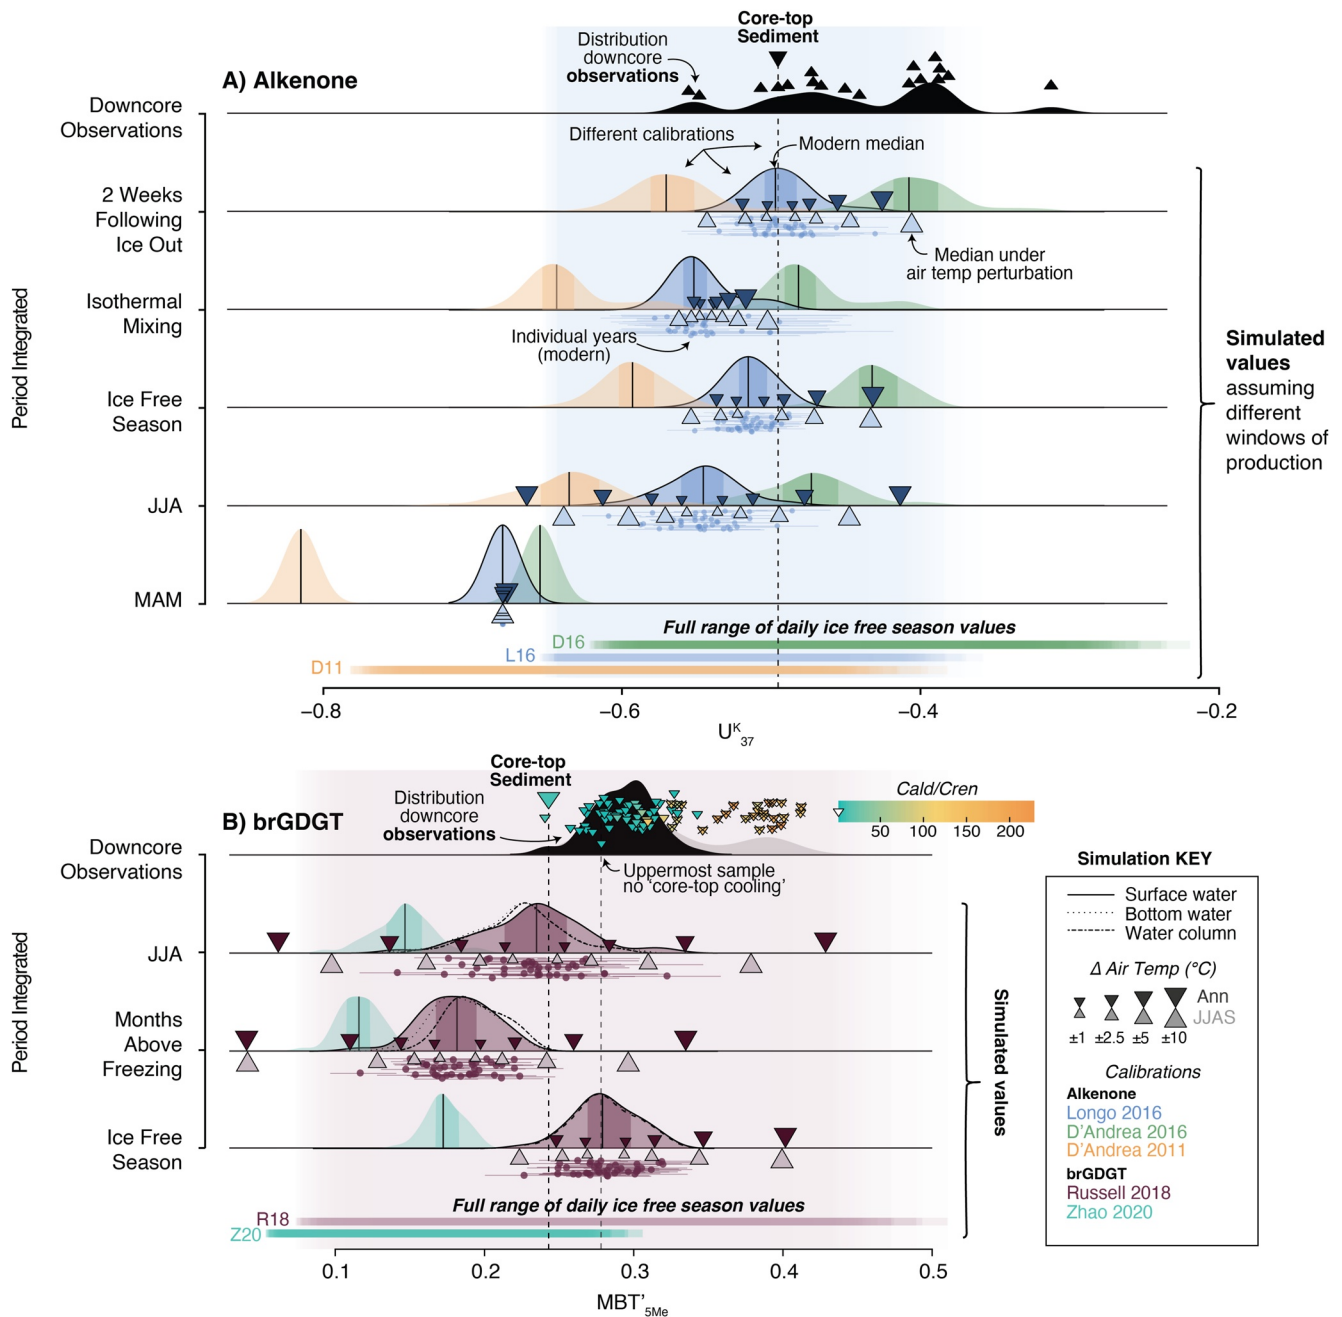 Core-top
Sediment
Distribution
downcore
observations
A) Alkenone
Downcore
Observations
Different calibrations
Modern median
2 Weeks
Following
Ice Out
Median under
air temp perturbation
Isothermal
Mixing
Individual years
(modern)
Period Integrated
Simulated
values
assuming
different
windows of
production
Ice Free
Season
JJA
MAM
Full range of daily ice free season values
D16
L16
D11
−0.8
−0.6
−0.4
−0.2
U^K_37
Core-top
Sediment
Distribution
downcore
observations
Cald/Cren
50 100 150 200
B) brGDGT
Downcore
Observations
Uppermost sample
no ‘core-top cooling’
Simulation KEY
Surface water
Bottom water
Water column
Δ Air Temp (°C)
Ann
JJAS
±1 ±2.5 ±5 ±10
Calibrations
Alkenone
Longo 2016
D’Andrea 2016
D’Andrea 2011
brGDGT
Russell 2018
Zhao 2020
JJA
Period Integrated
Months
Above
Freezing
Simulated values
Ice Free
Season
Full range of daily ice free season values
R18
Z20
0.1 0.2 0.3 0.4 0.5
MBT’5Me